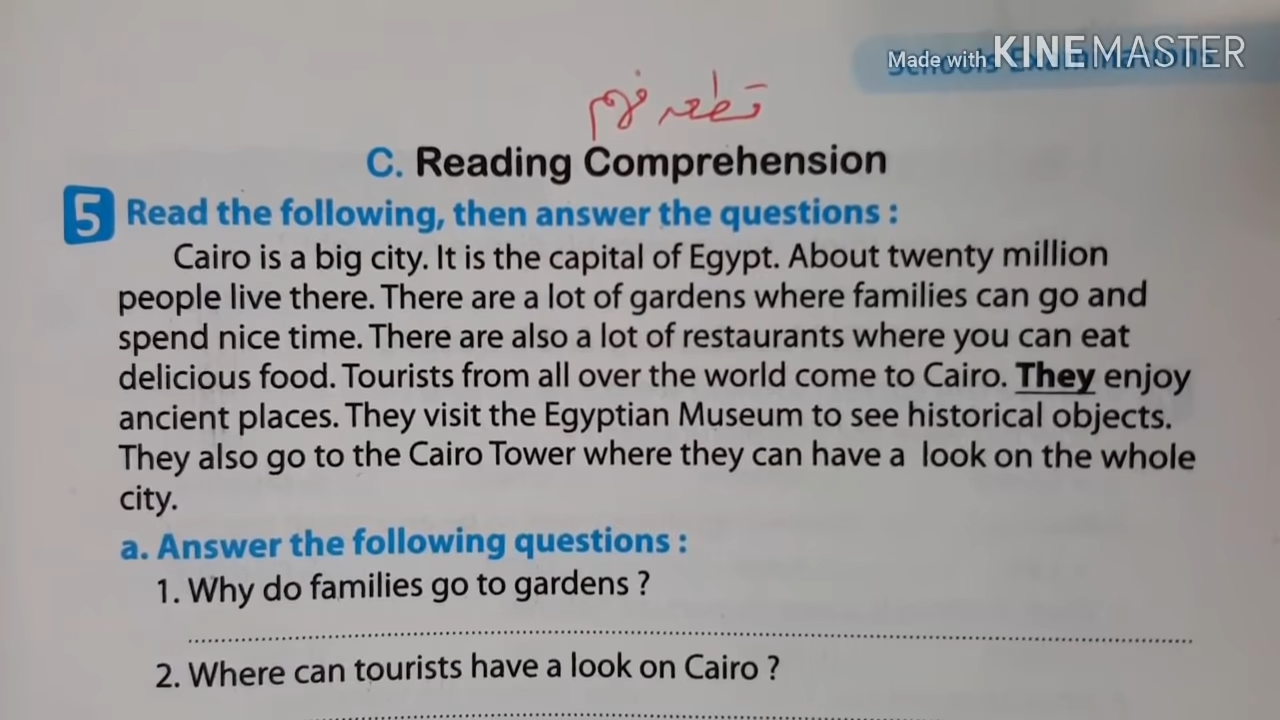 Made with KINEMASTER
Schools Examinations
قطعه فهم
C. Reading Comprehension
5 Read the following, then answer the questions :
Cairo is a big city. It is the capital of Egypt. About twenty million
people live there. There are a lot of gardens where families can go and
spend nice time. There are also a lot of restaurants where you can eat
delicious food. Tourists from all over the world come to Cairo. They enjoy
ancient places. They visit the Egyptian Museum to see historical objects.
They also go to the Cairo Tower where they can have a look on the whole
city.
a. Answer the following questions :
1. Why do families go to gardens ?
2. Where can tourists have a look on Cairo ?